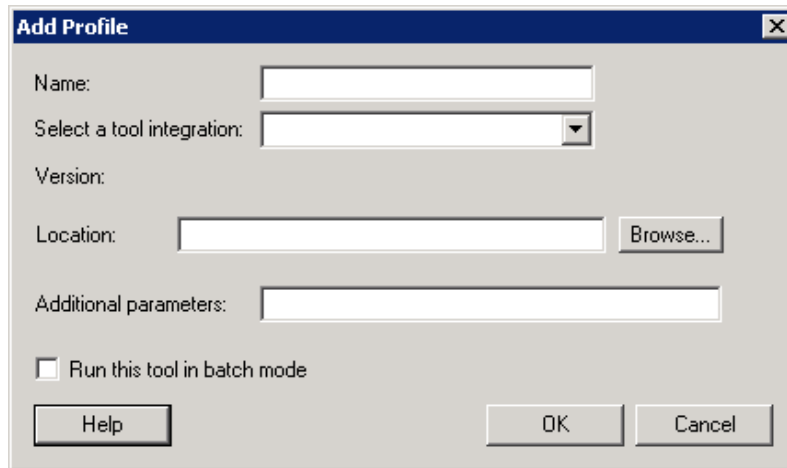 Add Profile
Name:
Select a tool integration:
Version:
Location: Browse...
Additional parameters:
Run this tool in batch mode
Help OK Cancel